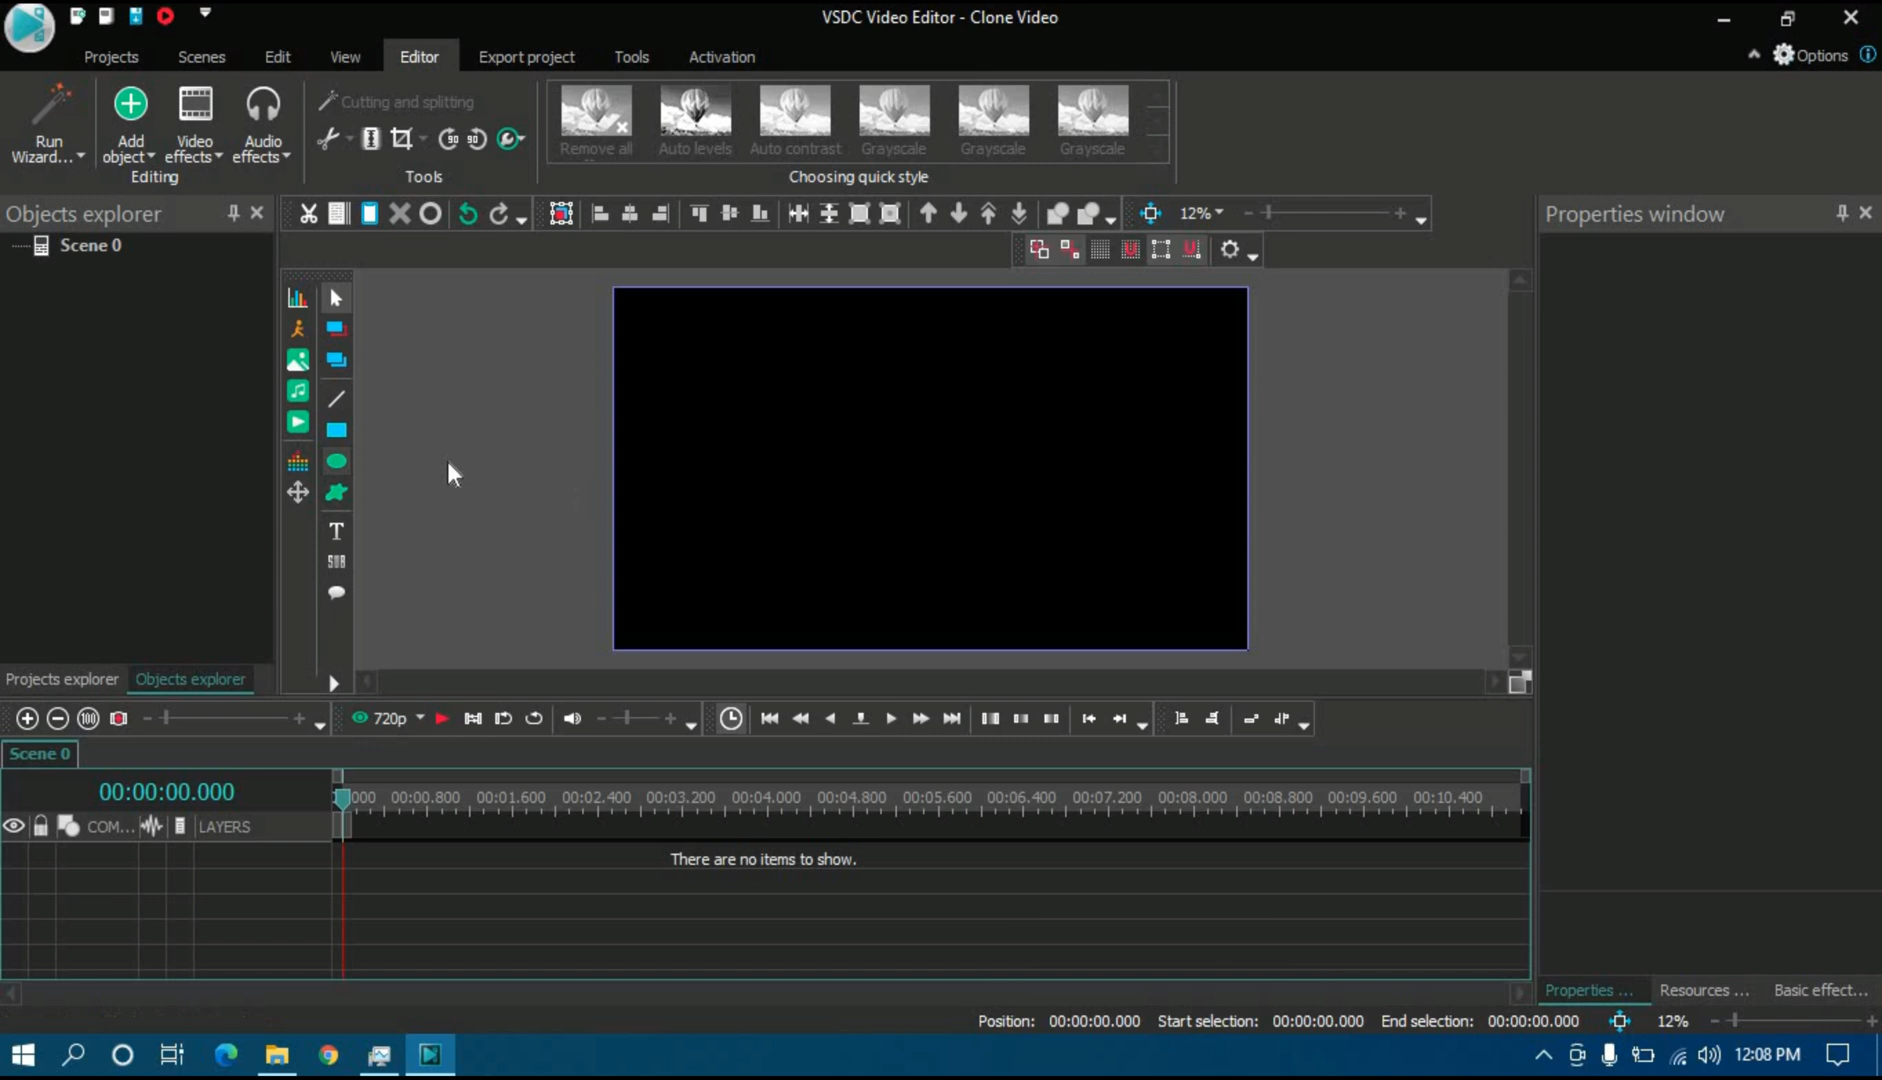 VSDC Video Editor - Clone Video
Projects
Scenes
Edit
View
Editor
Export project
Tools
Activation
Options
Run
Wizard...
Add
object
Video
effects
Audio
effects
Editing
Cutting and splitting
90
90
Tools
Remove all
Auto levels
Auto contrast
Grayscale
Grayscale
Grayscale
Choosing quick style
Objects explorer
12%
Properties window
Scene 0
T
SUB
Projects explorer
Objects explorer
100
720p
Scene 0
00:00:00.000
000
00:00.800
00:01.600
00:02.400
00:03.200
00:04.000
00:04.800
00:05.600
00:06.400
00:07.200
00:08.000
00:08.800
00:09.600
00:10.400
COM...
LAYERS
There are no items to show.
Properties ...
Resources ...
Basic effect...
Position: 00:00:00.000 Start selection: 00:00:00.000 End selection: 00:00:00.000 12%
12:08 PM